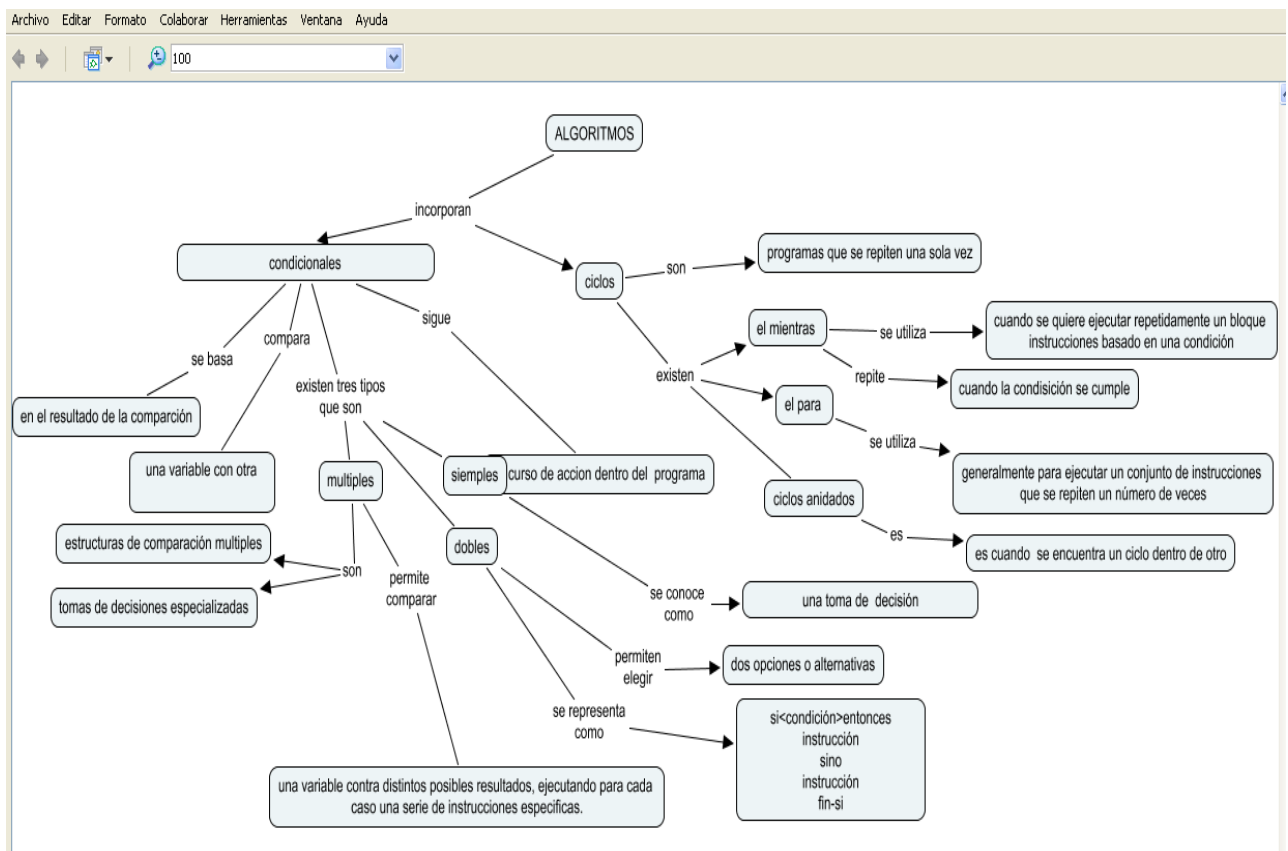 Archivo Editar Formato Colaborar Herramientas Ventana Ayuda
100
ALGORITMOS
incorporan
condicionales
ciclos
son
programas que se repiten una sola vez
se basa
compara
existen tres tipos
que son
sigue
en el resultado de la comparción
una variable con otra
multiples
siemples
curso de accion dentro del programa
dobles
existen
el mientras
se utiliza
cuando se quiere ejecutar repetidamente un bloque
instrucciones basado en una condición
repite
cuando la condisición se cumple
el para
se utiliza
generalmente para ejecutar un conjunto de instrucciones
que se repiten un número de veces
ciclos anidados
es
es cuando se encuentra un ciclo dentro de otro
estructuras de comparación multiples
son
tomas de decisiones especializadas
permite
comparar
una variable contra distintos posibles resultados, ejecutando para cada
caso una serie de instrucciones especificas.
se conoce
como
una toma de decisión
permiten
elegir
dos opciones o alternativas
se representa
como
si<condición>entonces
instrucción
sino
instrucción
fin-si